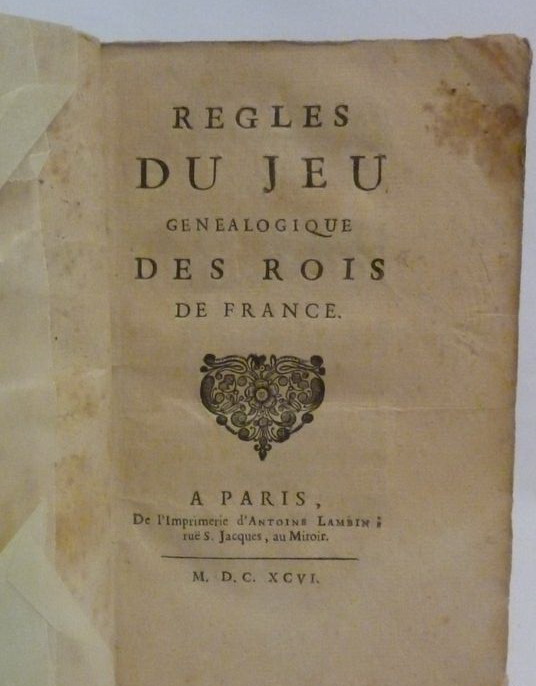 REGLES
DU JEU
GENEALOGIQUE
DES ROIS
DE FRANCE.
A PARIS,
De l'Imprimerie d'ANTOINE LAMBIN ;
ruë S. Jacques, au Miroir.
M. D. C. XCVI.